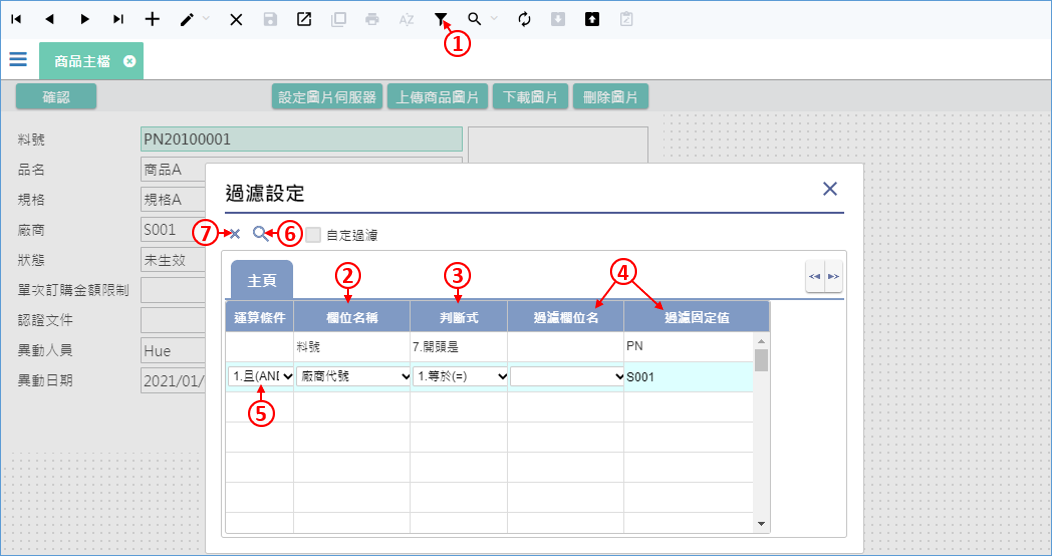 AZ
①
商品主檔
確認 設定圖片伺服器 上傳商品圖片 下載圖片 刪除圖片
料號 PN20100001
品名 商品A
規格 規格A
廠商 S001
狀態 未生效
單次訂購金額限制
認證文件
異動人員 Hue
異動日期 2021/01/
過濾設定
⑦ ⑥ 自定過濾
主頁 ② ③ ④
運算條件 欄位名稱 判斷式 過濾欄位名 過濾固定值
料號 7.開頭是 PN
1.且(ANI 廠商代號 1.等於(=) S001
⑤